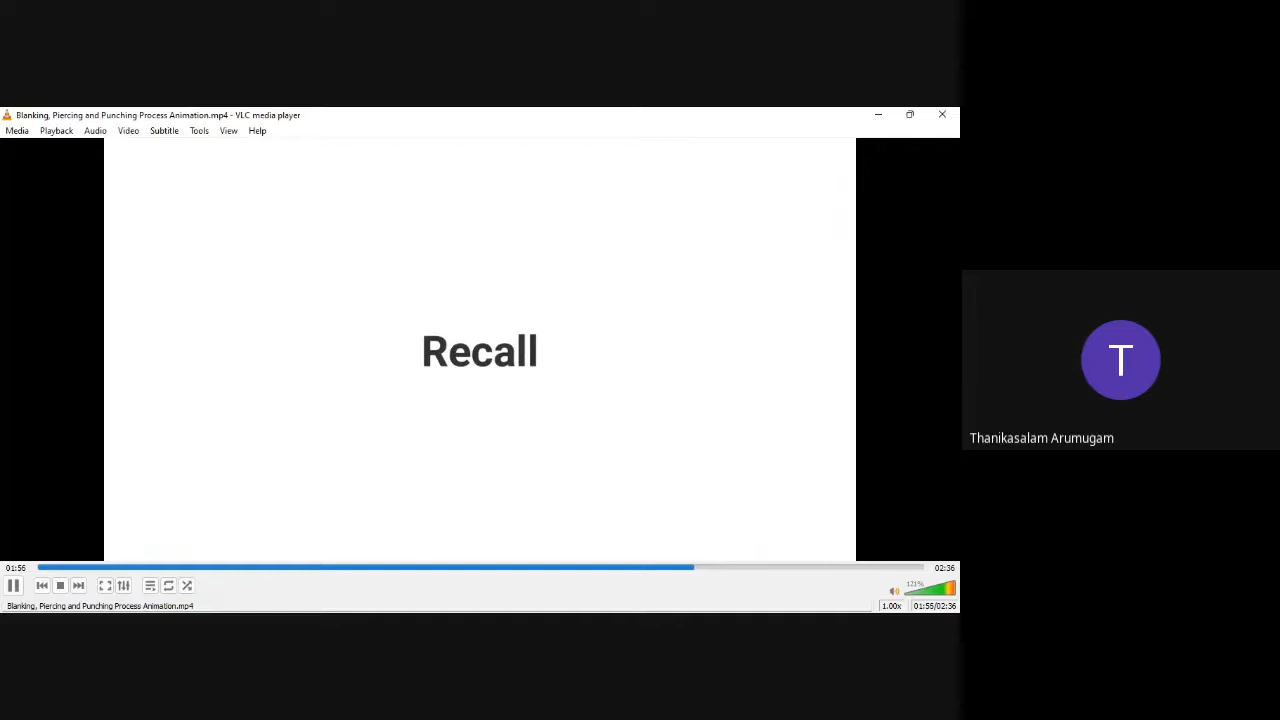 Blanking, Piercing and Punching Process Animation.mp4 - VLC media player
Media Playback Audio Video Subtitle Tools View Help
Recall
T
Thanikasalam Arumugam
01:56 02:36
121%
Blanking, Piercing and Punching Process Animation.mp4 1.00x 01:55/02:36